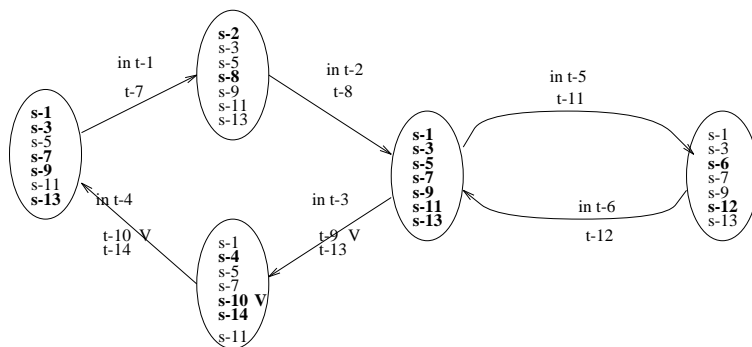 s-1
s-3
s-5
s-7
s-9
s-11
s-13
in t-1
t-7
s-2
s-3
s-5
s-8
s-9
s-11
s-13
in t-2
t-8
in t-4
t-10 V
t-14
s-1
s-4
s-5
s-7
s-10 V
s-14
s-11
in t-3
t-9 V
t-13
s-1
s-3
s-5
s-7
s-9
s-11
s-13
in t-5
t-11
in t-6
t-12
s-1
s-3
s-6
s-7
s-9
s-12
s-13